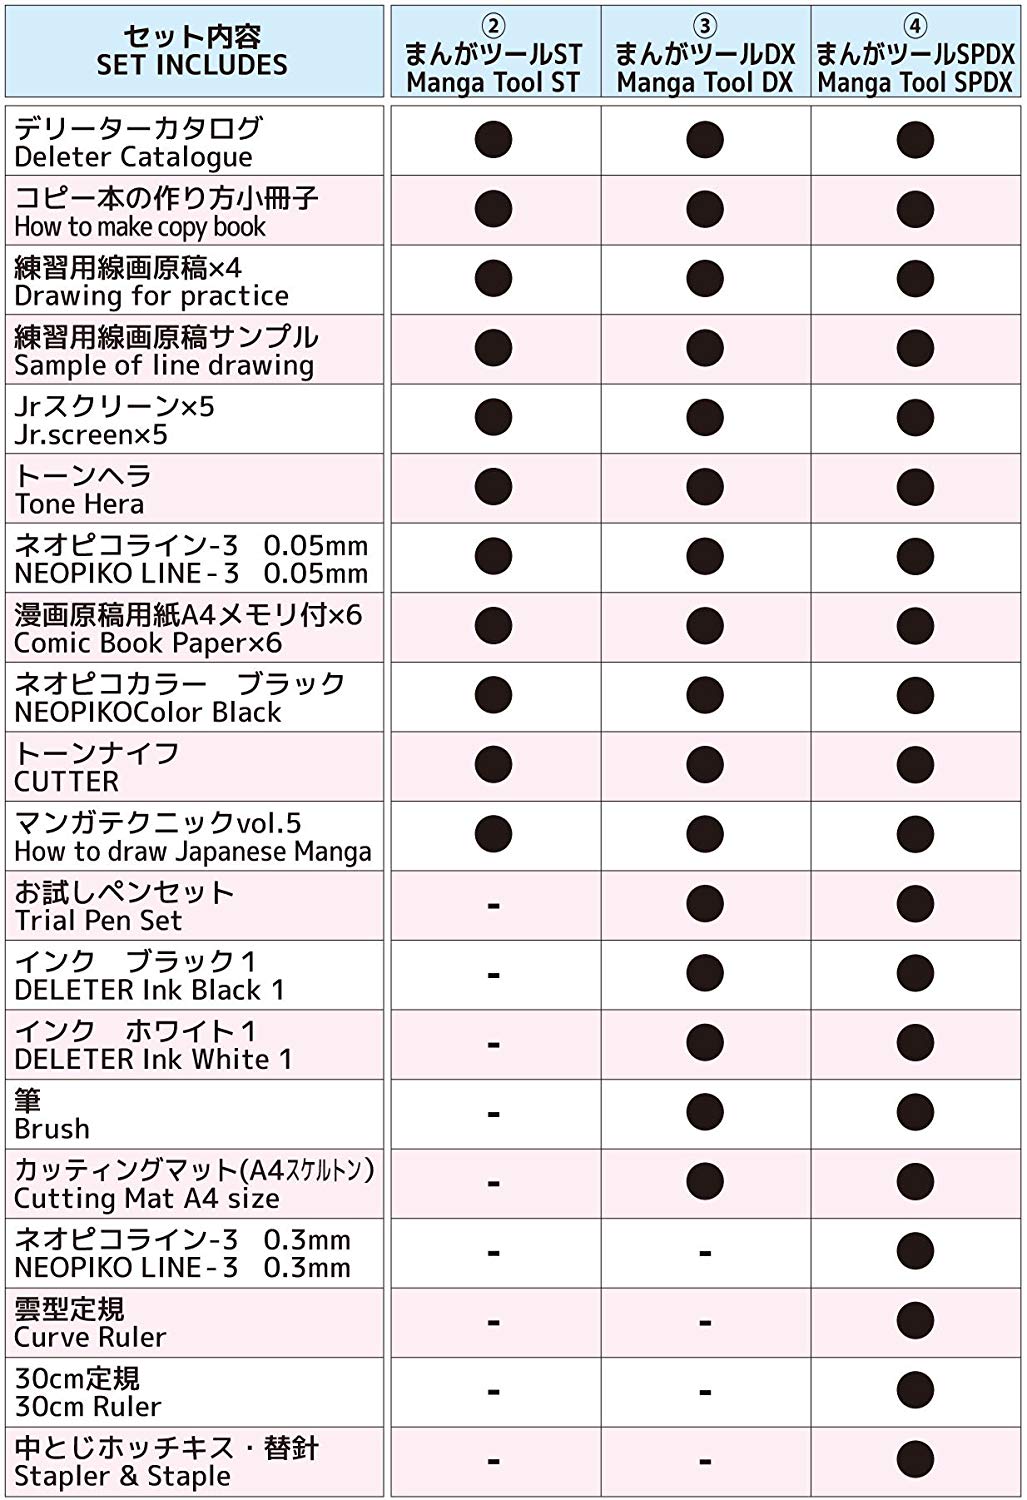 セット内容
SET INCLUDES
②
まんがツールST
Manga Tool ST
③
まんがツールDX
Manga Tool DX
④
まんがツールSPDX
Manga Tool SPDX
デリーターカタログ
Deleter Catalogue
コピー本の作り方小冊子
How to make copy book
練習用線画原稿×4
Drawing for practice
練習用線画原稿サンプル
Sample of line drawing
Jrスクリーン×5
Jr.screen×5
トーンヘラ
Tone Hera
ネオピコライン-3 0.05mm
NEOPIKO LINE-3 0.05mm
漫画原稿用紙A4メモリ付×6
Comic Book Paper×6
ネオピコカラー　ブラック
NEOPIKOColor Black
トーンナイフ
CUTTER
マンガテクニックvol.5
How to draw Japanese Manga
お試しペンセット
Trial Pen Set
-
インク　ブラック1
DELETER Ink Black 1
-
インク　ホワイト1
DELETER Ink White 1
-
筆
Brush
-
カッティングマット(A4ｽｹﾙﾄﾝ)
Cutting Mat A4 size
-
ネオピコライン-3 0.3mm
NEOPIKO LINE-3 0.3mm
- -
雲型定規
Curve Ruler
- -
30cm定規
30cm Ruler
- -
中とじホッチキス・替針
Stapler & Staple
- -